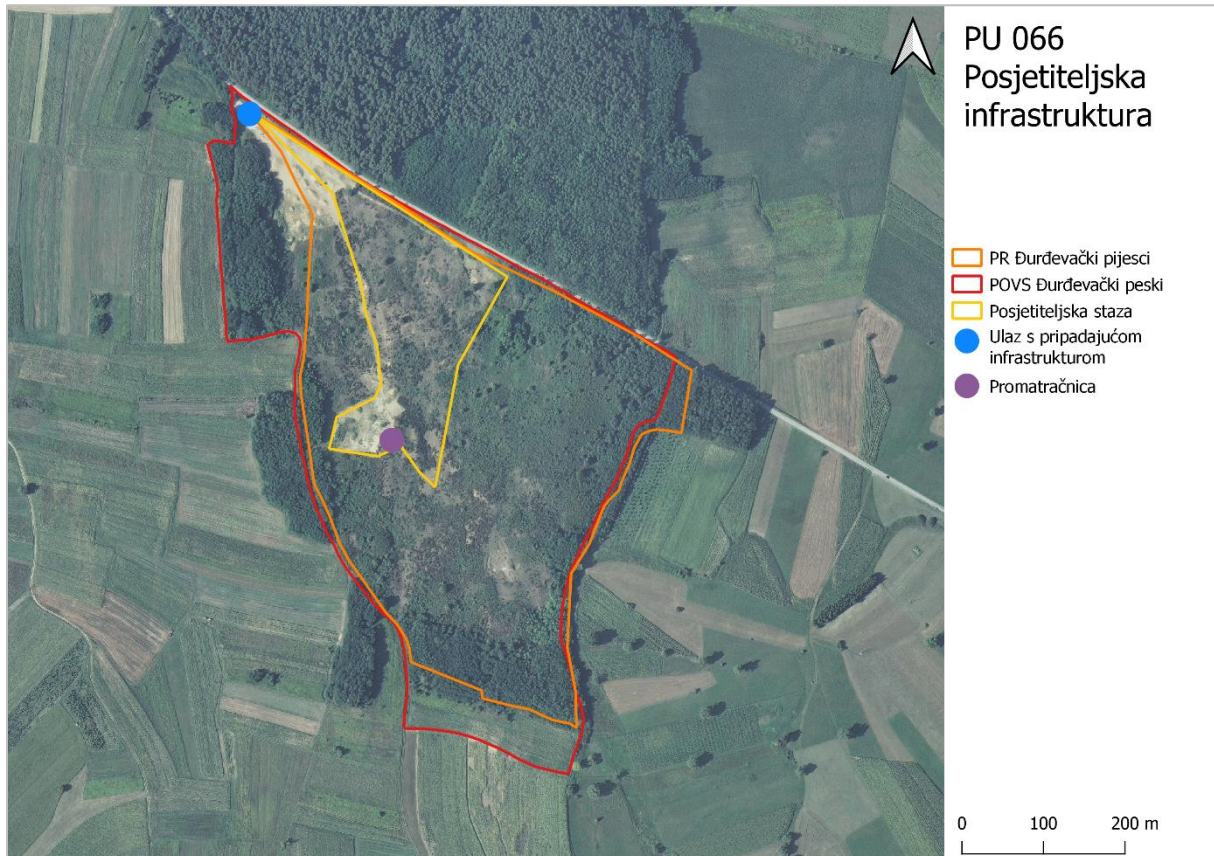 PU 066
Posjetiteljska
infrastruktura
PR Đurđevački pijesci
POVS Đurđevački peski
Posjetiteljska staza
Ulaz s pripadajućom
infrastrukturom
Promatračnica
0 100 200 m